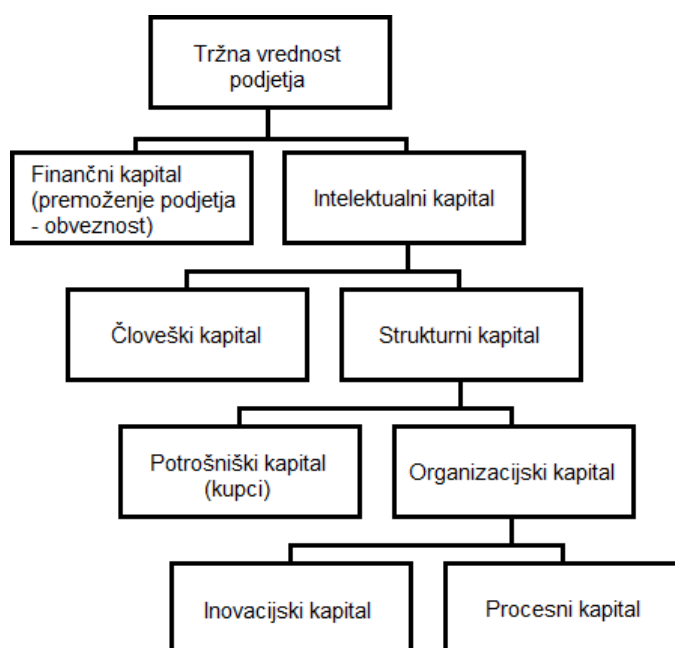 Tržna vrednost
podjetja
Finančni kapital
(premoženje podjetja
- obveznost)
Intelektualni kapital
Človeški kapital
Strukturni kapital
Potrošniški kapital
(kupci)
Organizacijski kapital
Inovacijski kapital
Procesni kapital